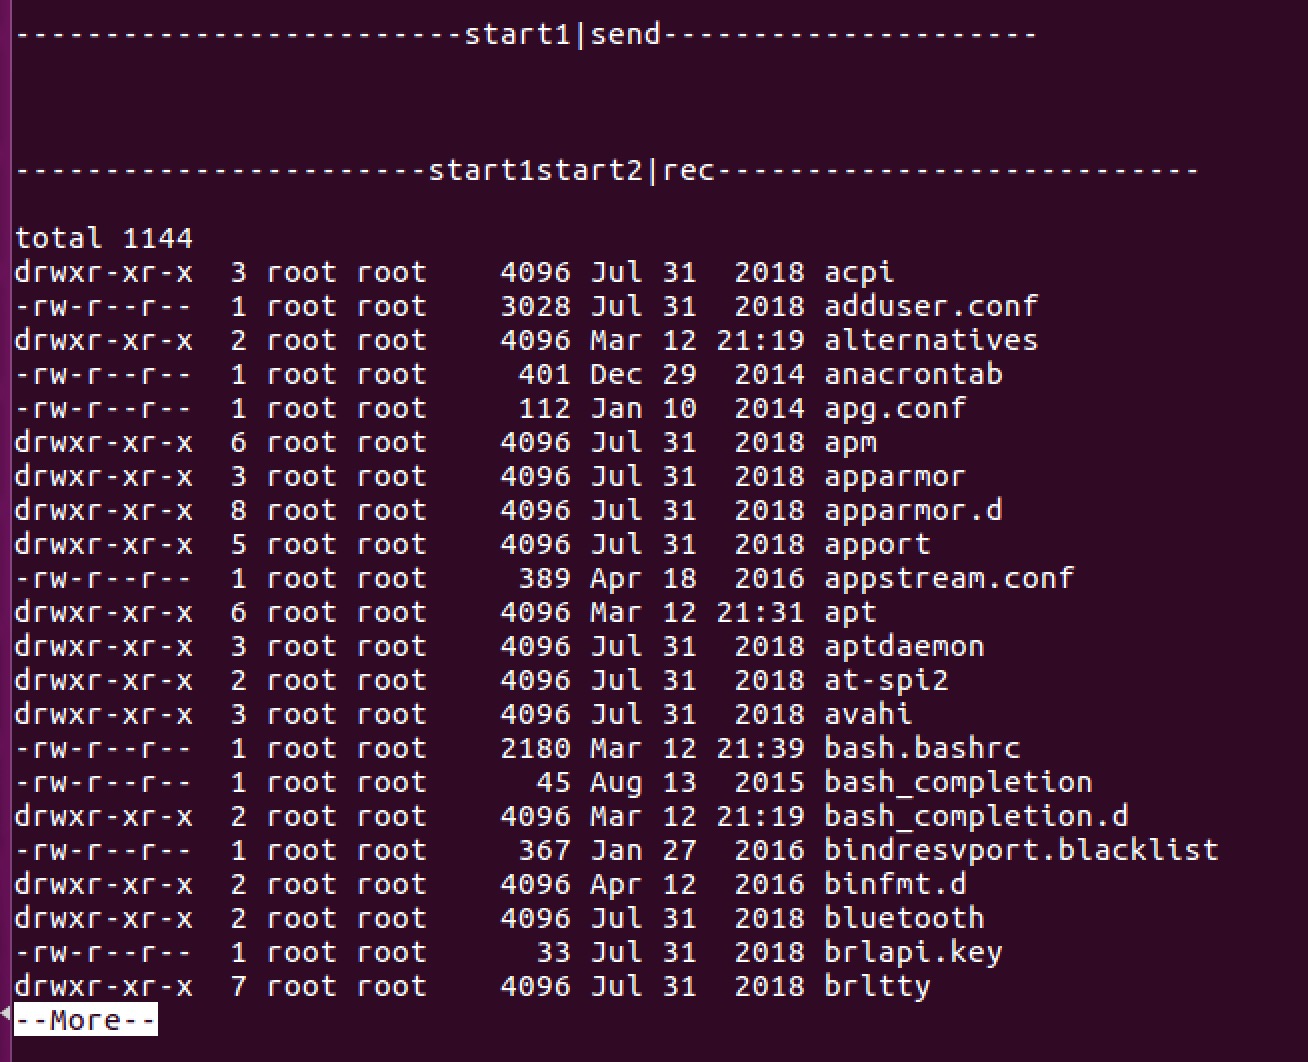 -------------------------start1|send---------------------
-----------------------start1start2|rec---------------------------
total 1144
drwxr-xr-x  3 root root    4096 Jul 31  2018 acpi
-rw-r--r--  1 root root    3028 Jul 31  2018 adduser.conf
drwxr-xr-x  2 root root    4096 Mar 12 21:19 alternatives
-rw-r--r--  1 root root     401 Dec 29  2014 anacrontab
-rw-r--r--  1 root root     112 Jan 10  2014 apg.conf
drwxr-xr-x  6 root root    4096 Jul 31  2018 apm
drwxr-xr-x  3 root root    4096 Jul 31  2018 apparmor
drwxr-xr-x  8 root root    4096 Jul 31  2018 apparmor.d
drwxr-xr-x  5 root root    4096 Jul 31  2018 apport
-rw-r--r--  1 root root     389 Apr 18  2016 appstream.conf
drwxr-xr-x  6 root root    4096 Mar 12 21:31 apt
drwxr-xr-x  3 root root    4096 Jul 31  2018 aptdaemon
drwxr-xr-x  2 root root    4096 Jul 31  2018 at-spi2
drwxr-xr-x  3 root root    4096 Jul 31  2018 avahi
-rw-r--r--  1 root root    2180 Mar 12 21:39 bash.bashrc
-rw-r--r--  1 root root      45 Aug 13  2015 bash_completion
drwxr-xr-x  2 root root    4096 Mar 12 21:19 bash_completion.d
-rw-r--r--  1 root root     367 Jan 27  2016 bindresvport.blacklist
drwxr-xr-x  2 root root    4096 Apr 12  2016 binfmt.d
drwxr-xr-x  2 root root    4096 Jul 31  2018 bluetooth
-rw-r--r--  1 root root      33 Jul 31  2018 brlapi.key
drwxr-xr-x  7 root root    4096 Jul 31  2018 brltty
--More--